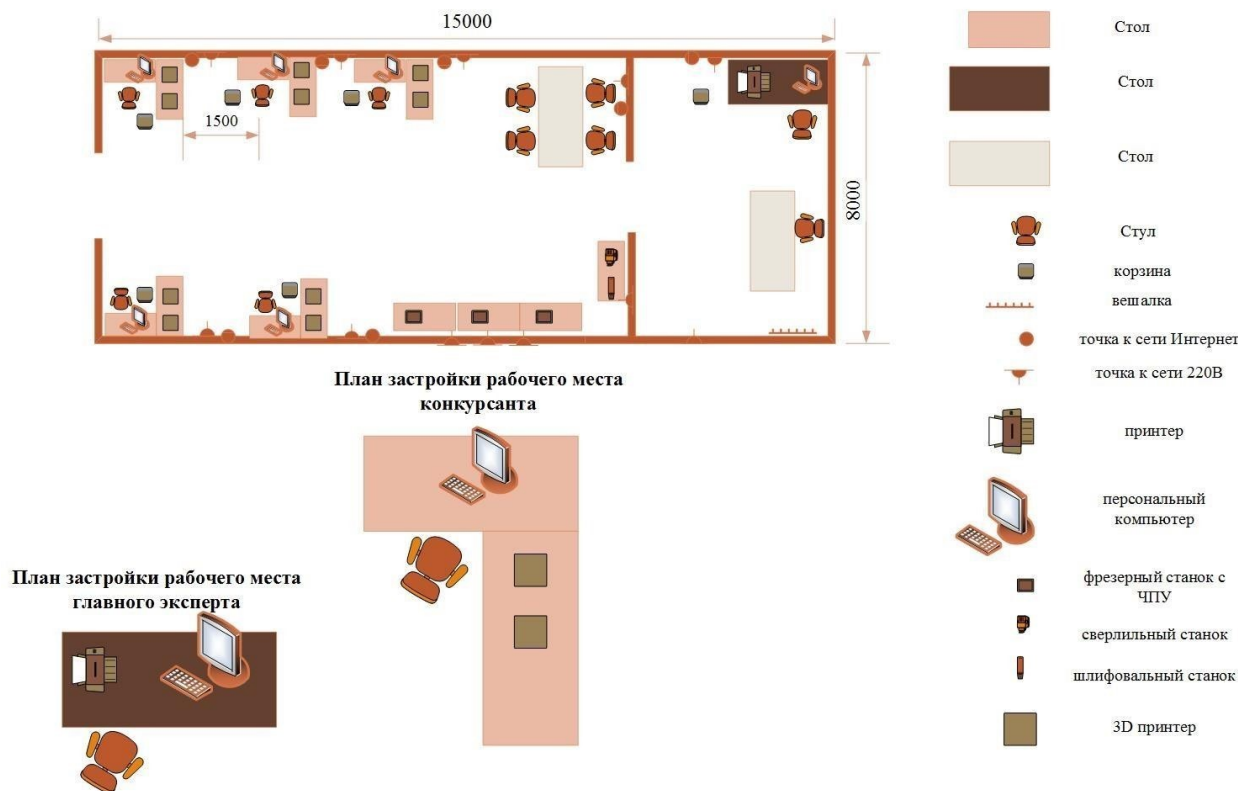 15000
1500
8000
План застройки рабочего места
конкурсанта
План застройки рабочего места
главного эксперта
Стол
Стол
Стол
Стул
корзина
вешалка
точка к сети Интернет
точка к сети 220В
принтер
персональный
компьютер
фрезерный станок с
ЧПУ
сверлильный станок
шлифовальный станок
3D принтер